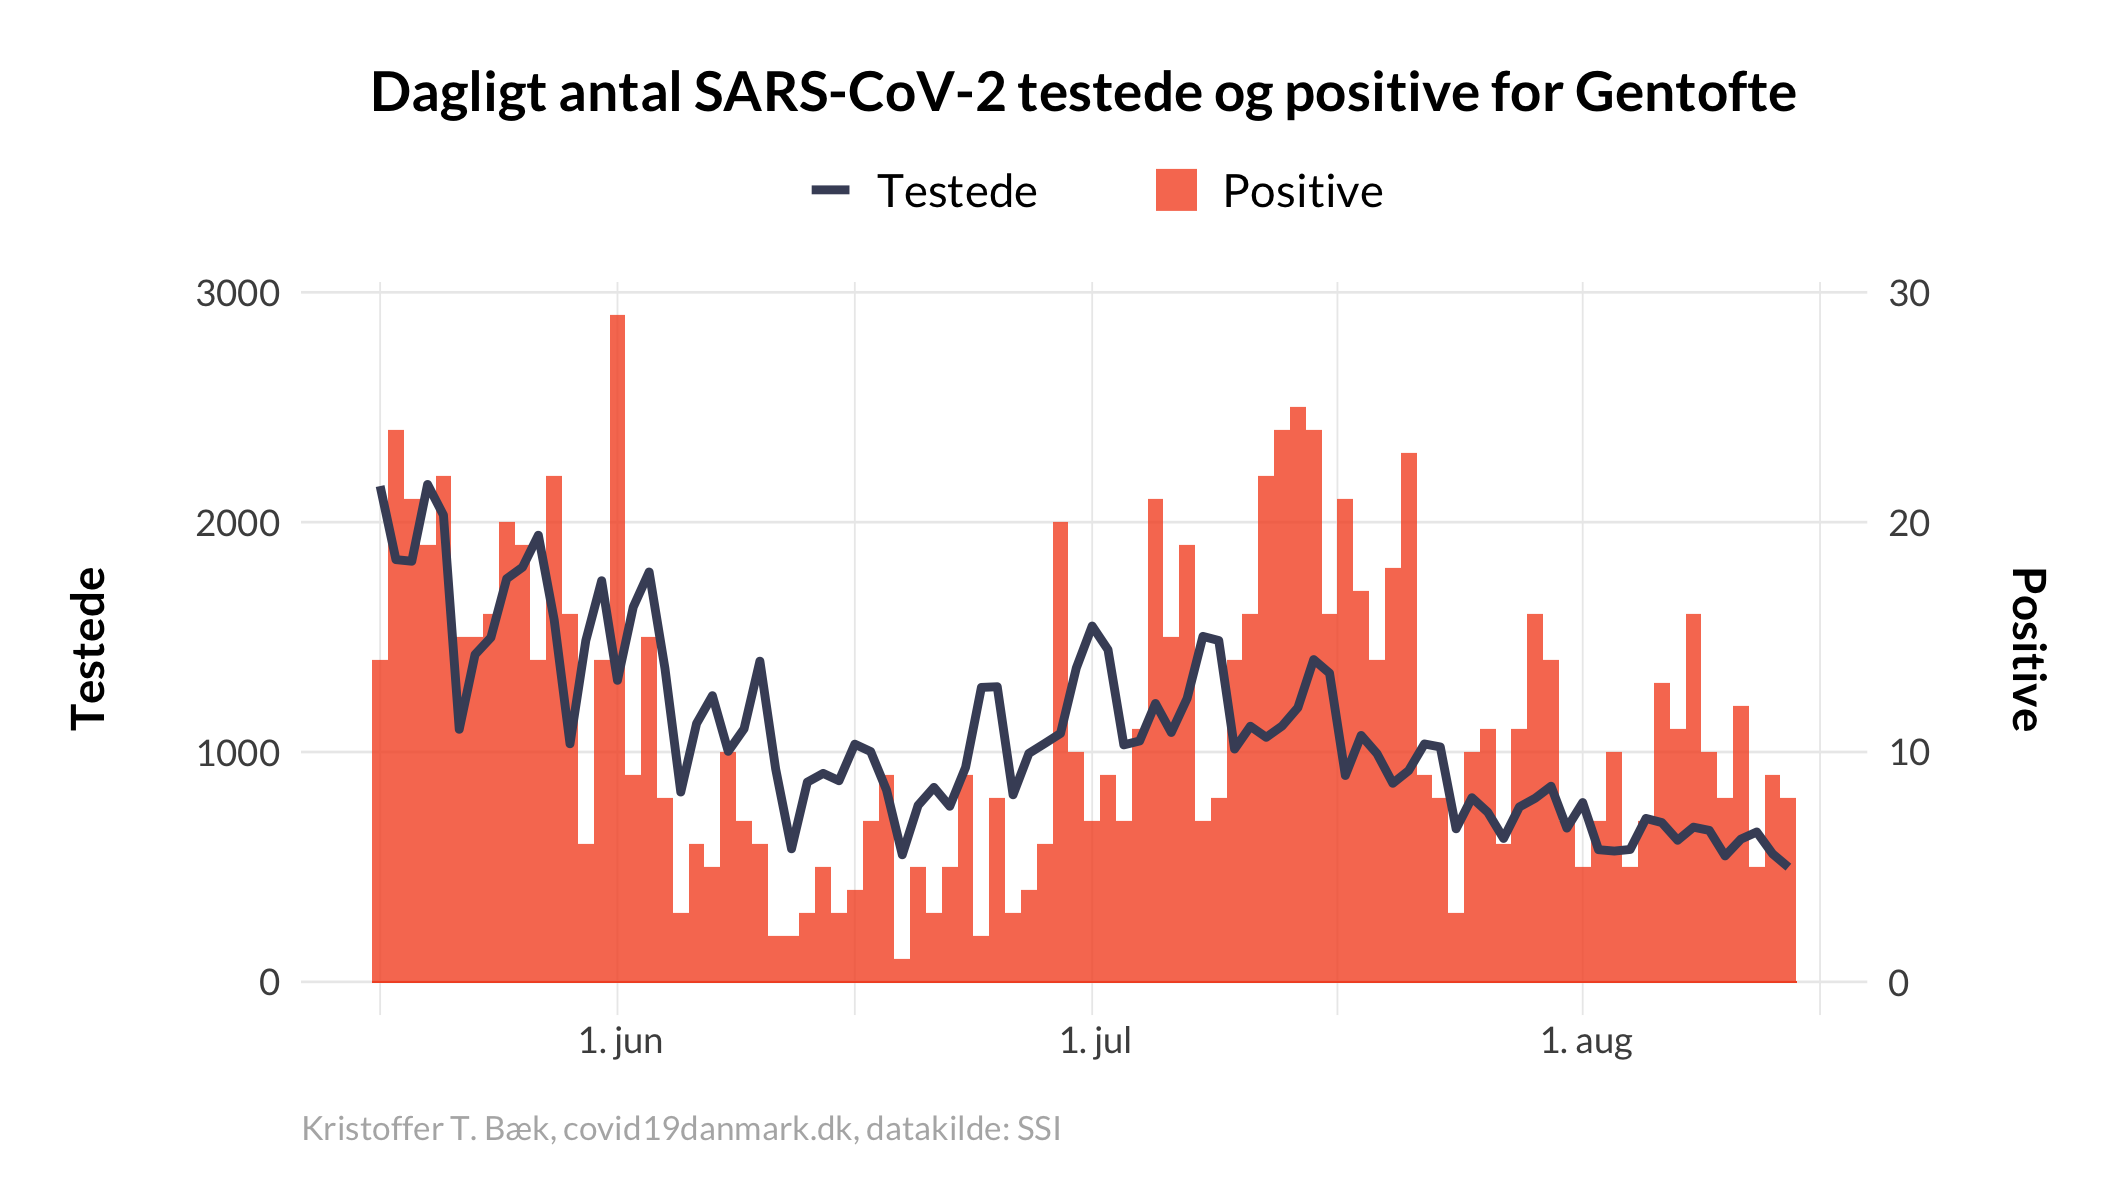 Dagligt antal SARS-CoV-2 testede og positive for Gentofte
Testede
Positive
3000
2000
1000
0
Testede
30
20
10
0
Positive
1. jun
1. jul
1. aug
Kristoffer T. Bæk, covid19danmark.dk, datakilde: SSI